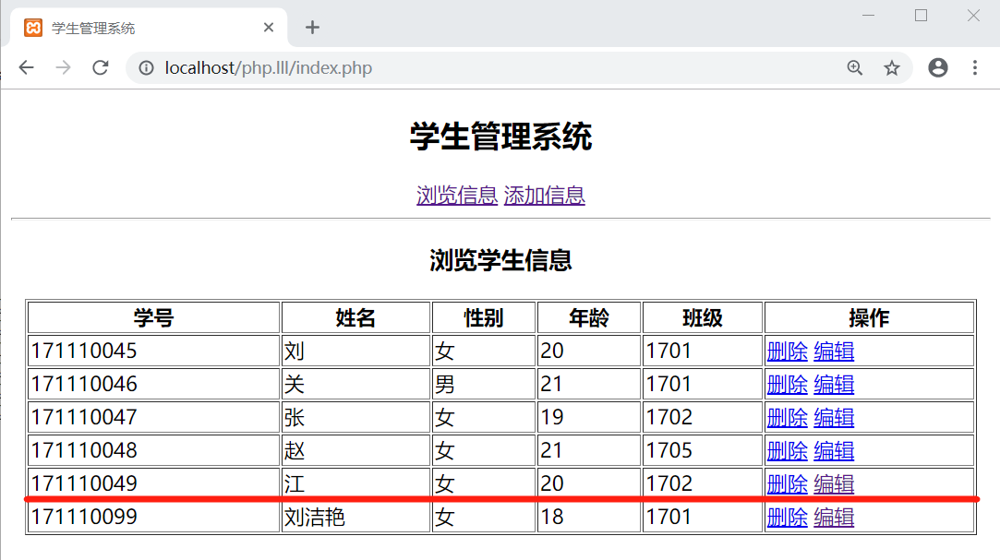 学生管理系统
localhost/php.lll/index.php
学生管理系统
浏览信息 添加信息
浏览学生信息
学号 姓名 性别 年龄 班级 操作
171110045 刘 女 20 1701 删除 编辑
171110046 关 男 21 1701 删除 编辑
171110047 张 女 19 1702 删除 编辑
171110048 赵 女 21 1705 删除 编辑
171110049 江 女 20 1702 删除 编辑
171110099 刘洁艳 女 18 1701 删除 编辑